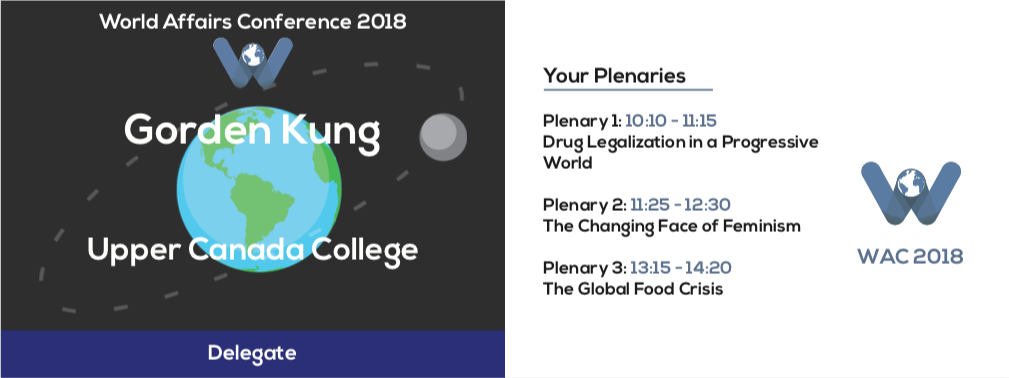 World Affairs Conference 2018
Gorden Kung
Upper Canada College
Delegate
Your Plenaries
Plenary 1: 10:10 - 11:15
Drug Legalization in a Progressive
World
Plenary 2: 11:25 - 12:30
The Changing Face of Feminism
Plenary 3: 13:15 - 14:20
The Global Food Crisis
WAC 2018